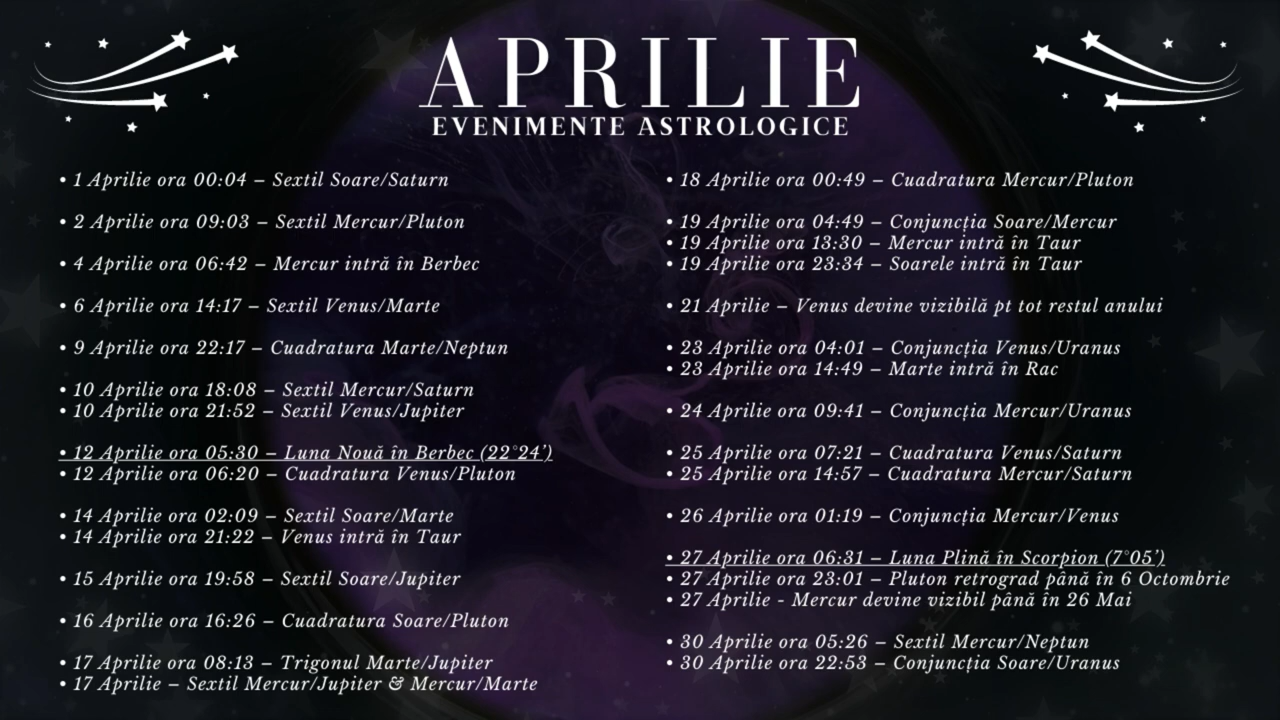 APRILIE
EVENIMENTE ASTROLOGICE
• 1 Aprilie ora 00:04 – Sextil Soare/Saturn
• 2 Aprilie ora 09:03 – Sextil Mercur/Pluton
• 4 Aprilie ora 06:42 – Mercur intră în Berbec
• 6 Aprilie ora 14:17 – Sextil Venus/Marte
• 9 Aprilie ora 22:17 – Cuadratura Marte/Neptun
• 10 Aprilie ora 18:08 – Sextil Mercur/Saturn
• 10 Aprilie ora 21:52 – Sextil Venus/Jupiter
• 12 Aprilie ora 05:30 – Luna Nouă în Berbec (22°24’)
• 12 Aprilie ora 06:20 – Cuadratura Venus/Pluton
• 14 Aprilie ora 02:09 – Sextil Soare/Marte
• 14 Aprilie ora 21:22 – Venus intră în Taur
• 15 Aprilie ora 19:58 – Sextil Soare/Jupiter
• 16 Aprilie ora 16:26 – Cuadratura Soare/Pluton
• 17 Aprilie ora 08:13 – Trigonul Marte/Jupiter
• 17 Aprilie – Sextil Mercur/Jupiter & Mercur/Marte
• 18 Aprilie ora 00:49 – Cuadratura Mercur/Pluton
• 19 Aprilie ora 04:49 – Conjuncția Soare/Mercur
• 19 Aprilie ora 13:30 – Mercur intră în Taur
• 19 Aprilie ora 23:34 – Soarele intră în Taur
• 21 Aprilie – Venus devine vizibilă pt tot restul anului
• 23 Aprilie ora 04:01 – Conjuncția Venus/Uranus
• 23 Aprilie ora 14:49 – Marte intră în Rac
• 24 Aprilie ora 09:41 – Conjuncția Mercur/Uranus
• 25 Aprilie ora 07:21 – Cuadratura Venus/Saturn
• 25 Aprilie ora 14:57 – Cuadratura Mercur/Saturn
• 26 Aprilie ora 01:19 – Conjuncția Mercur/Venus
• 27 Aprilie ora 06:31 – Luna Plină în Scorpion (7°05’)
• 27 Aprilie ora 23:01 – Pluton retrograd până în 6 Octombrie
• 27 Aprilie - Mercur devine vizibil până în 26 Mai
• 30 Aprilie ora 05:26 – Sextil Mercur/Neptun
• 30 Aprilie ora 22:53 – Conjuncția Soare/Uranus